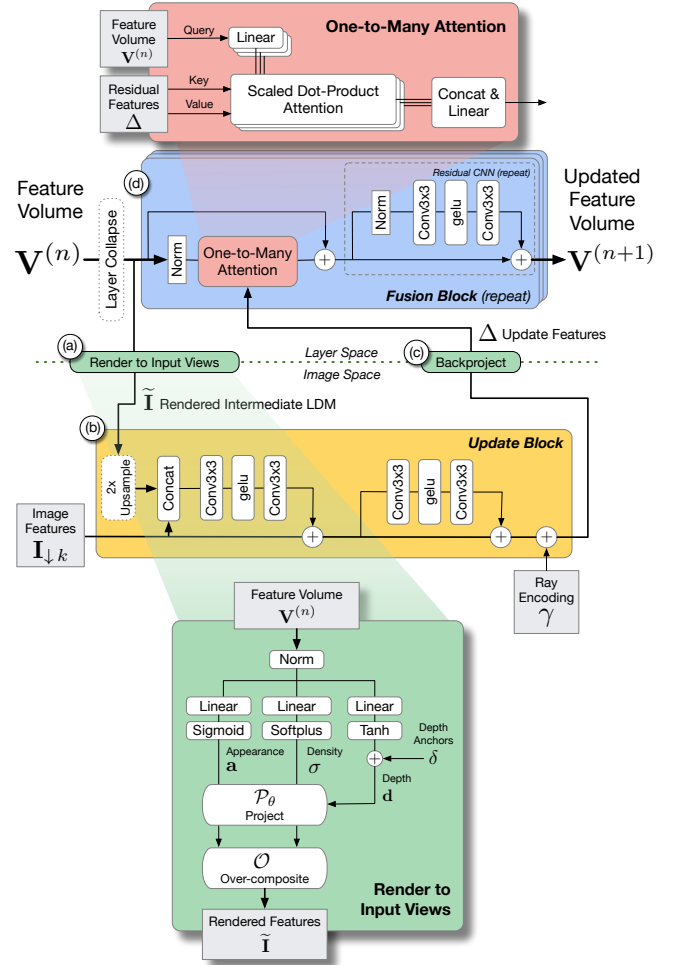 One-to-Many Attention
Feature
Volume
V^(n)
Query
Linear
Residual
Features
Δ
Key
Value
Scaled Dot-Product
Attention
Concat &
Linear
(d)
Feature
Volume
V^(n)
Layer Collapse
Norm
One-to-Many
Attention
+
Residual CNN (repeat)
Norm
Conv3x3
gelu
Conv3x3
+
Fusion Block (repeat)
Updated
Feature
Volume
V^(n+1)
Δ Update Features
(a)
Render to Input Views
Layer Space
Image Space
(c)
Backproject
Ĩ Rendered Intermediate LDM
(b)
Update Block
2x
Upsample
Concat
Conv3x3
gelu
Conv3x3
+
Conv3x3
gelu
Conv3x3
+
+
Image
Features
I↓k
Ray
Encoding
γ
Feature Volume
V^(n)
Norm
Linear
Linear
Linear
Sigmoid
Softplus
Tanh
Depth
Anchors
δ
+
Appearance
a
Density
σ
Depth
d
𝒫θ
Project
𝒪
Over-composite
Render to
Input Views
Rendered Features
Ĩ